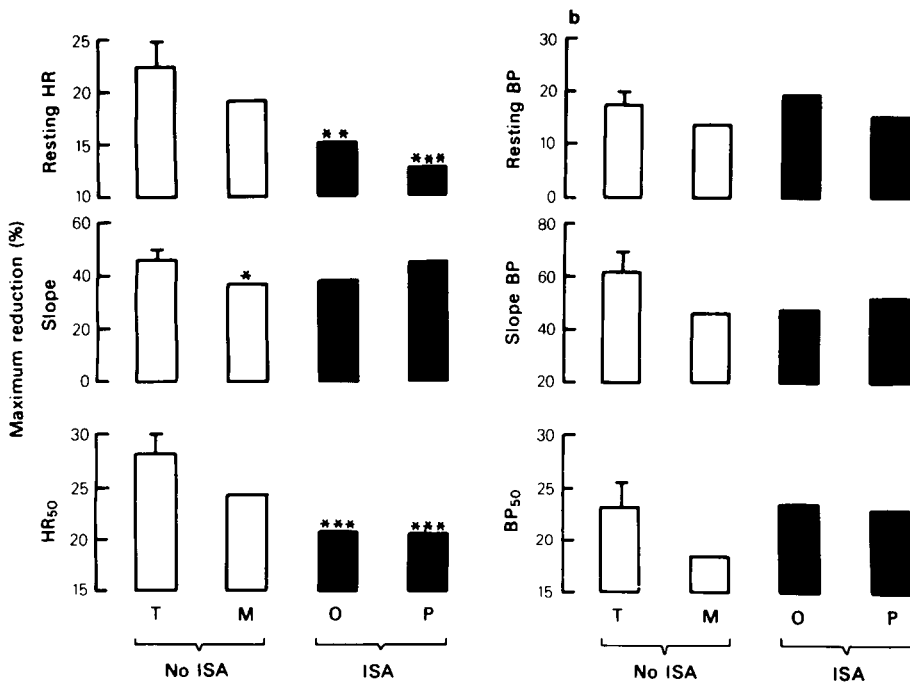 Maximum reduction (%)
Resting HR
25
20
15
10
** 
***
Slope
60
40
20
0
*
HR50
30
25
20
15
***
***
T M O P
No ISA ISA
b
Resting BP
30
20
10
0
Slope BP
80
60
40
20
BP50
30
25
20
15
T M O P
No ISA ISA